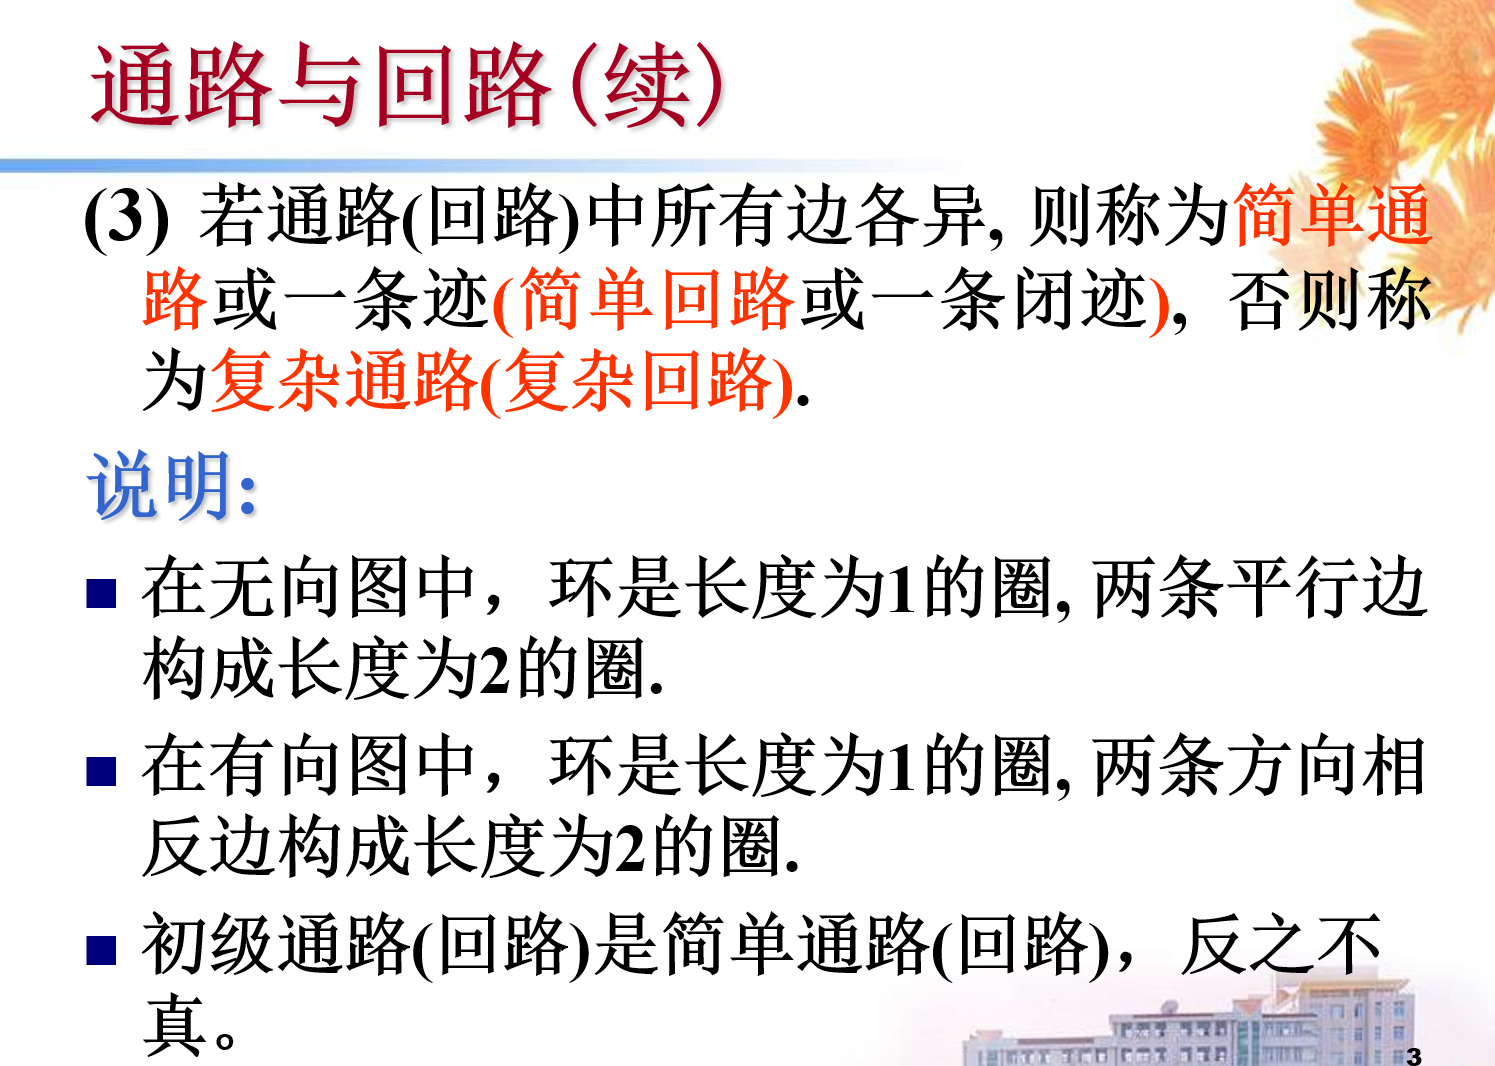 通路与回路(续)
(3) 若通路(回路)中所有边各异, 则称为简单通
路或一条迹(简单回路或一条闭迹), 否则称
为复杂通路(复杂回路).
说明:
■ 在无向图中，环是长度为1的圈, 两条平行边
构成长度为2的圈.
■ 在有向图中，环是长度为1的圈, 两条方向相
反边构成长度为2的圈.
■ 初级通路(回路)是简单通路(回路)，反之不
真。
3